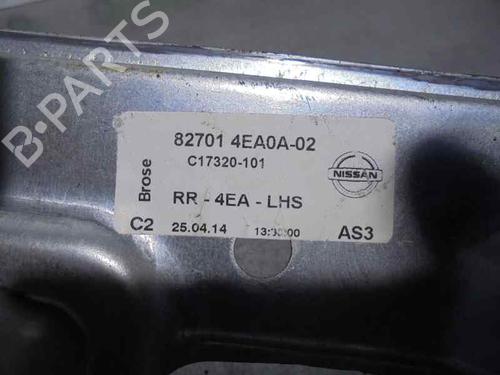 B-PARTS
82701 4EA0A-02
C17320-101
NISSAN
Brose
RR - 4EA - LHS
C2 25.04.14 AS3